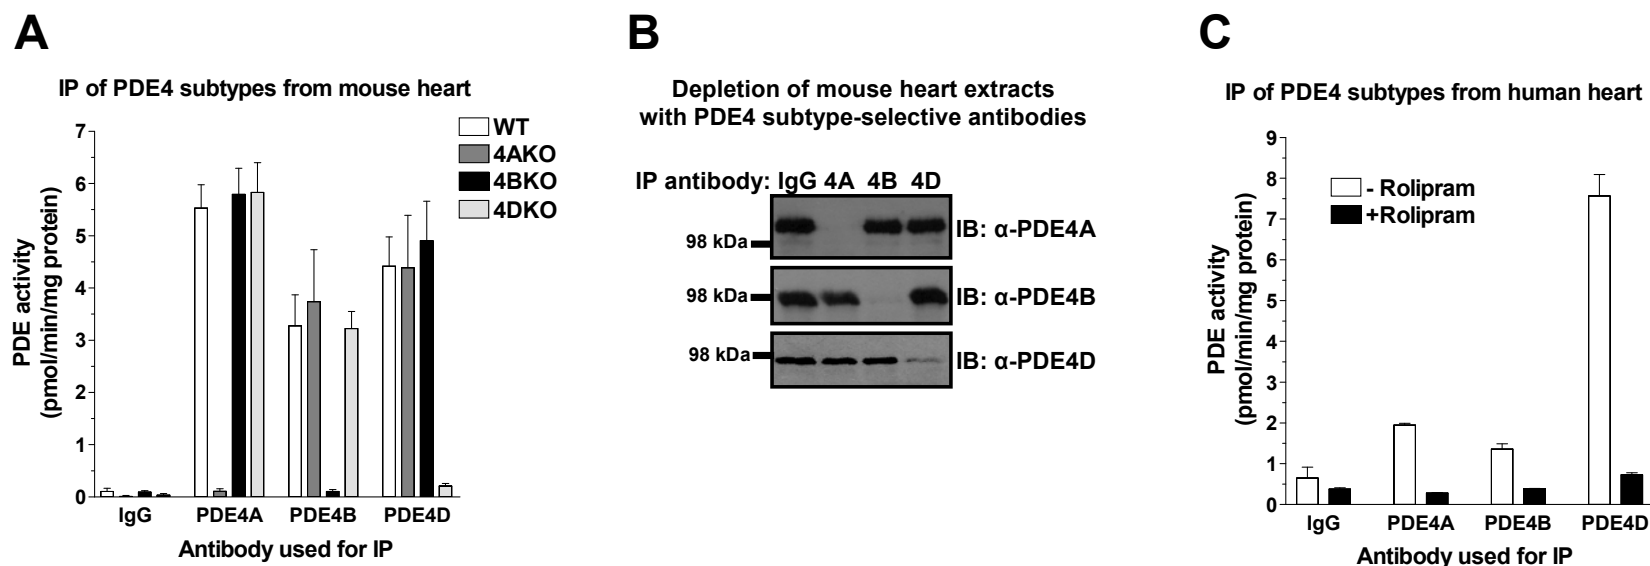 A
IP of PDE4 subtypes from mouse heart
PDE activity
(pmol/min/mg protein)
7
6
5
4
3
2
1
0
WT
4AKO
4BKO
4DKO
IgG PDE4A PDE4B PDE4D
Antibody used for IP
B
Depletion of mouse heart extracts
with PDE4 subtype-selective antibodies
IP antibody: IgG 4A 4B 4D
98 kDa IB: α-PDE4A
98 kDa IB: α-PDE4B
98 kDa IB: α-PDE4D
C
IP of PDE4 subtypes from human heart
PDE activity
(pmol/min/mg protein)
9
8
7
6
5
4
3
2
1
0
- Rolipram
+Rolipram
IgG PDE4A PDE4B PDE4D
Antibody used for IP